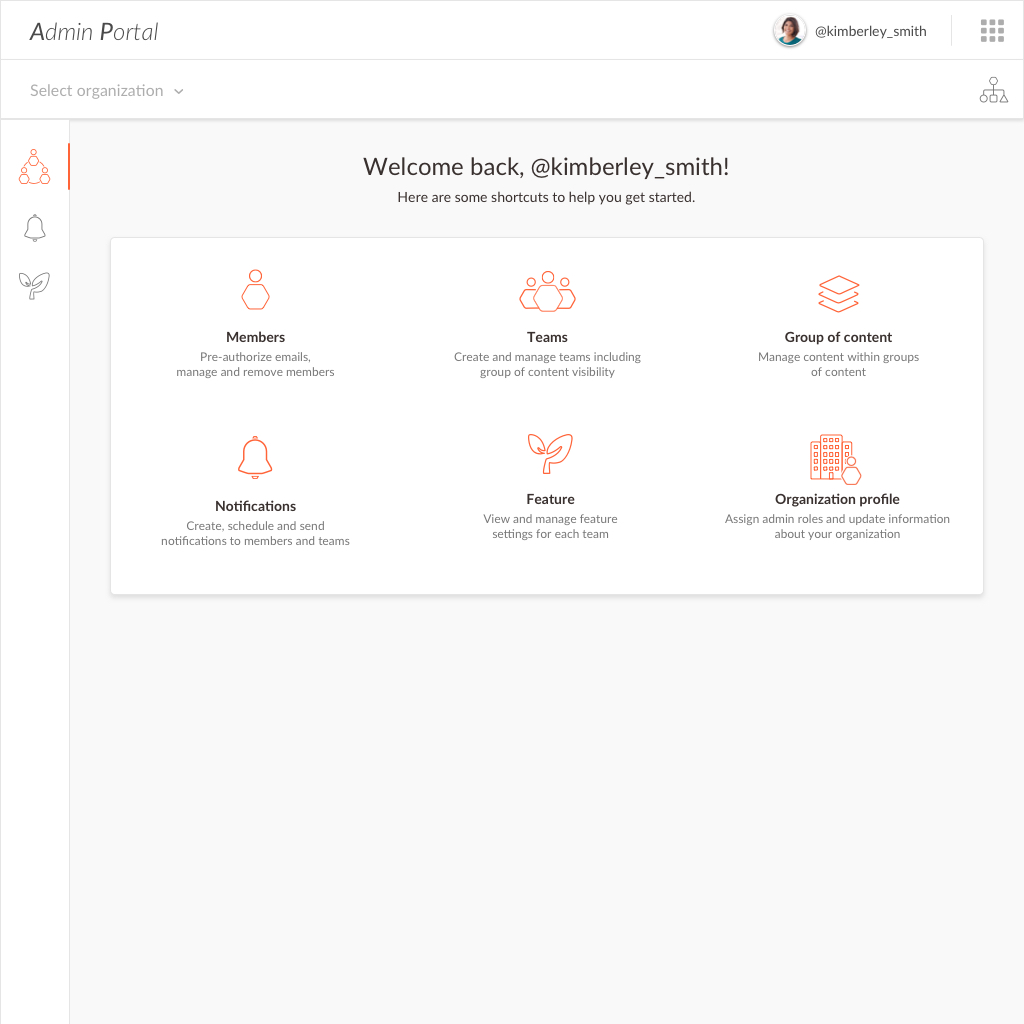 Admin Portal
@kimberley_smith
Select organization
Welcome back, @kimberley_smith!
Here are some shortcuts to help you get started.
Members
Pre-authorize emails,
manage and remove members
Teams
Create and manage teams including
group of content visibility
Group of content
Manage content within groups
of content
Notifications
Create, schedule and send
notifications to members and teams
Feature
View and manage feature
settings for each team
Organization profile
Assign admin roles and update information
about your organization